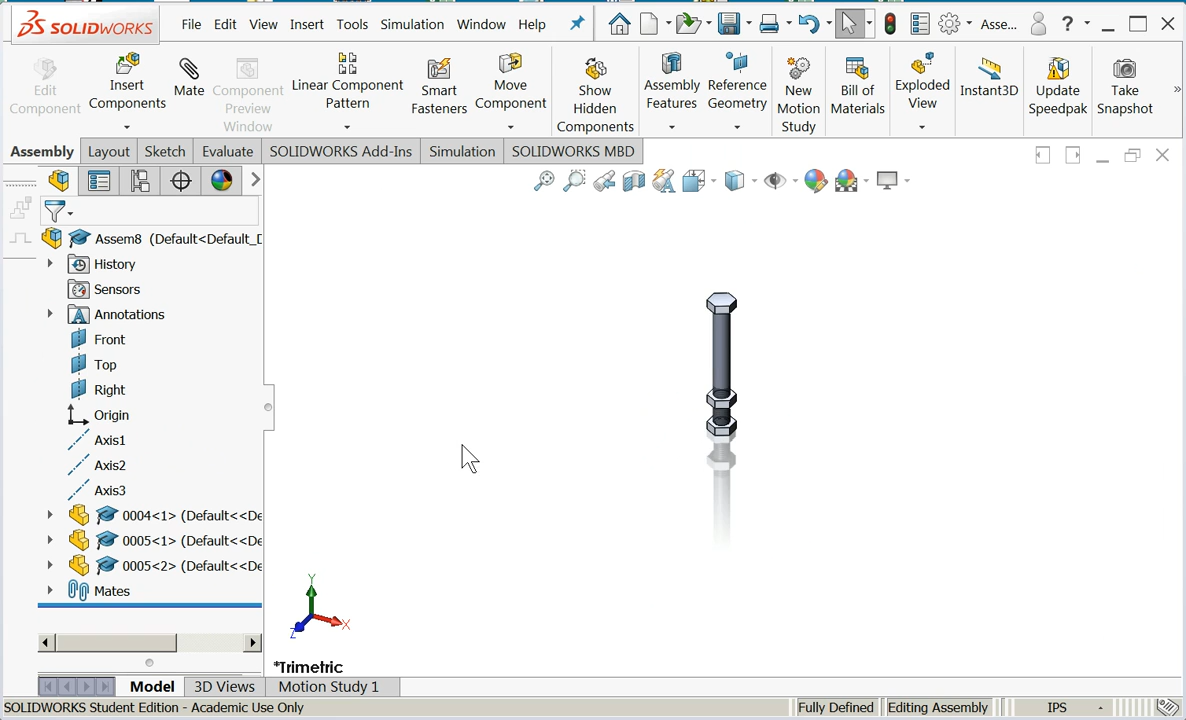 SOLIDWORKS File Edit View Insert Tools Simulation Window Help Asse... ?
Edit Component
Insert Components
Mate
Component Preview Window
Linear Component Pattern
Smart Fasteners
Move Component
Show Hidden Components
Assembly Features
Reference Geometry
New Motion Study
Bill of Materials
Exploded View
Instant3D
Update Speedpak
Take Snapshot
»
Assembly Layout Sketch Evaluate SOLIDWORKS Add-Ins Simulation SOLIDWORKS MBD
Assem8 (Default<Default_D
History
Sensors
A Annotations
Front
Top
Right
Origin
Axis1
Axis2
Axis3
0004<1> (Default<<De
0005<1> (Default<<De
0005<2> (Default<<De
Mates
Y
X
Z
*Trimetric
Model 3D Views Motion Study 1
SOLIDWORKS Student Edition - Academic Use Only Fully Defined Editing Assembly IPS